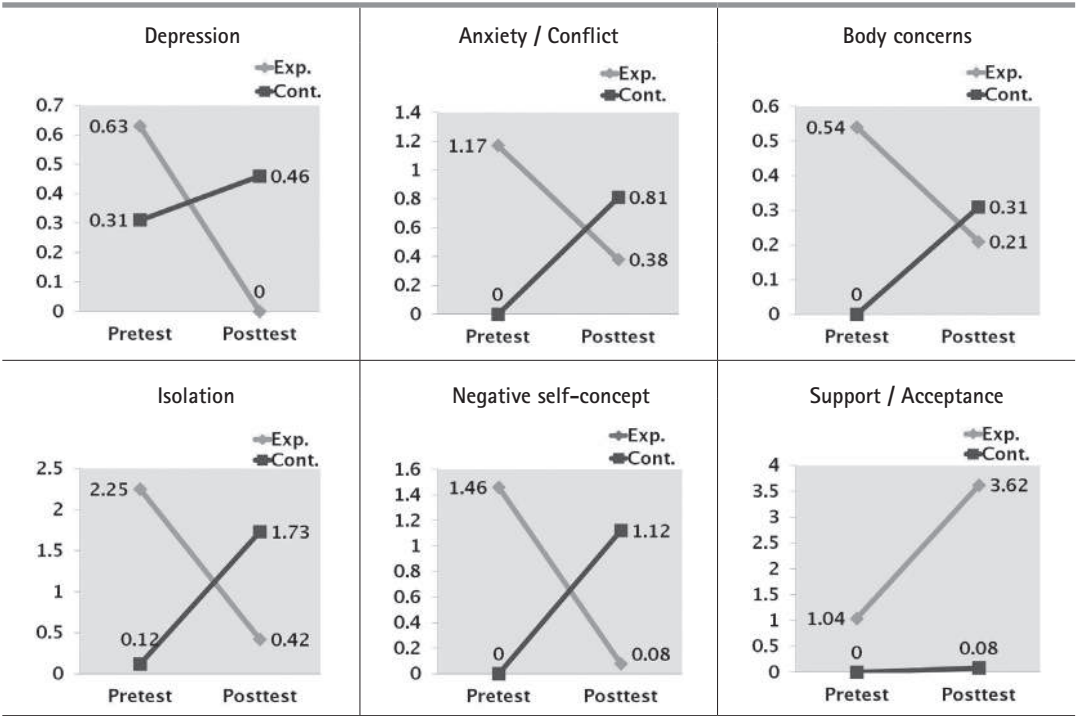 Depression
Exp.
Cont.
0.7
0.6
0.5
0.4
0.3
0.2
0.1
0
0.63
0.31
0.46
0
Pretest Posttest
Anxiety / Conflict
Exp.
Cont.
1.4
1.2
1
0.8
0.6
0.4
0.2
0
1.17
0
0.81
0.38
Pretest Posttest
Body concerns
Exp.
Cont.
0.6
0.5
0.4
0.3
0.2
0.1
0
0.54
0
0.31
0.21
Pretest Posttest
Isolation
Exp.
Cont.
2.5
2
1.5
1
0.5
0
2.25
0.12
1.73
0.42
Pretest Posttest
Negative self-concept
Exp.
Cont.
1.6
1.4
1.2
1
0.8
0.6
0.4
0.2
0
1.46
0
1.12
0.08
Pretest Posttest
Support / Acceptance
Exp.
Cont.
4
3.5
3
2.5
2
1.5
1
0.5
0
1.04
0
3.62
0.08
Pretest Posttest